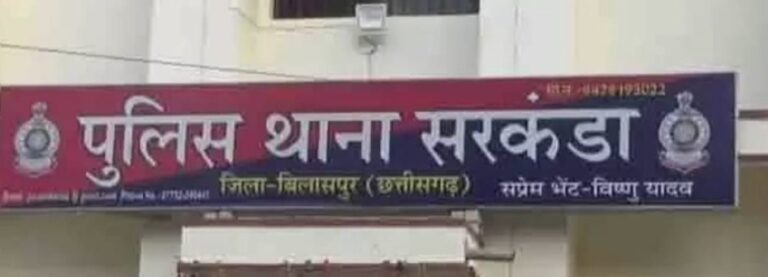 पुलिस थाना सरकंडा
जिला-बिलासपुर (छत्तीसगढ़)
सप्रेम भेंट-विष्णु यादव